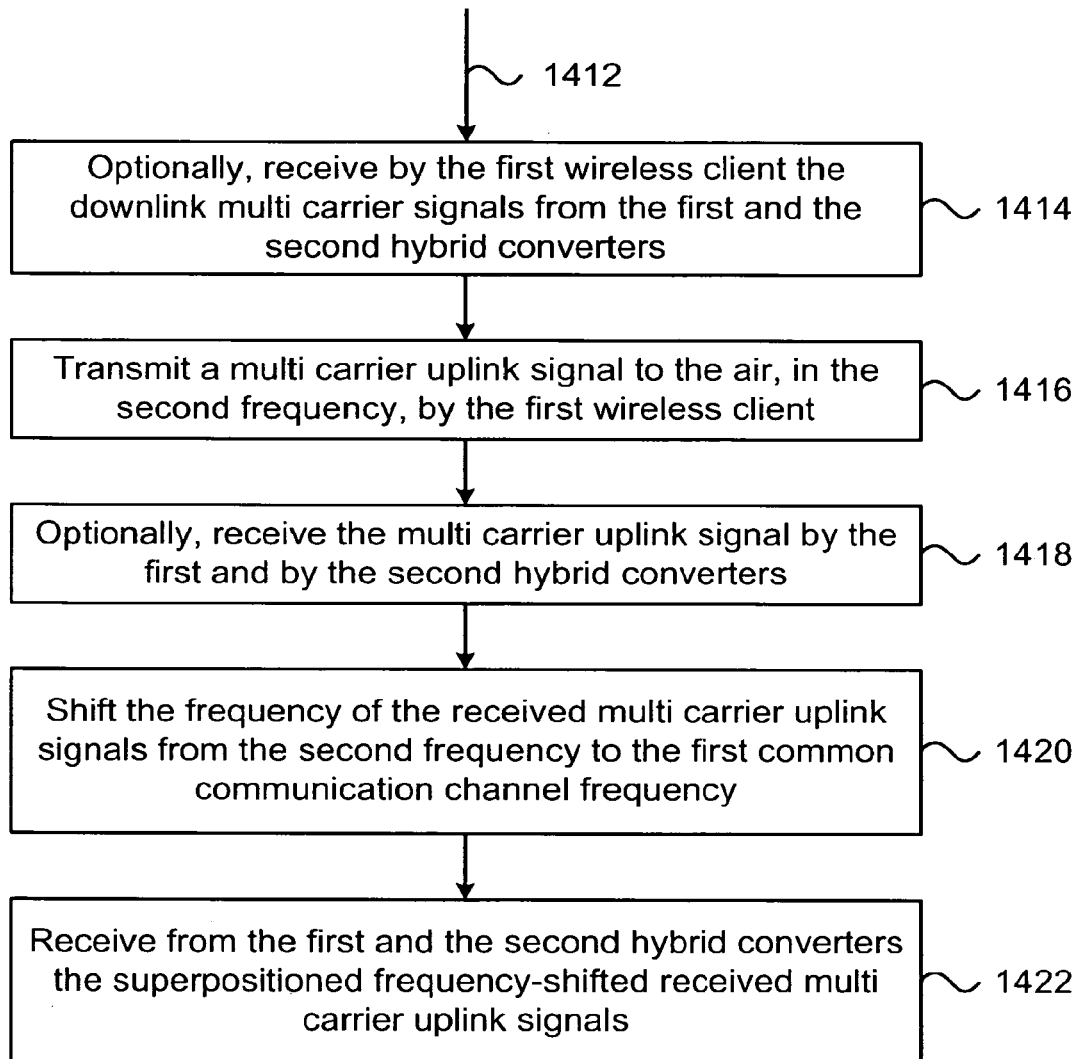 1412
Optionally, receive by the first wireless client the
downlink multi carrier signals from the first and the
second hybrid converters
1414
Transmit a multi carrier uplink signal to the air, in the
second frequency, by the first wireless client
1416
Optionally, receive the multi carrier uplink signal by the
first and by the second hybrid converters
1418
Shift the frequency of the received multi carrier uplink
signals from the second frequency to the first common
communication channel frequency
1420
Receive from the first and the second hybrid converters
the superpositioned frequency-shifted received multi
carrier uplink signals
1422